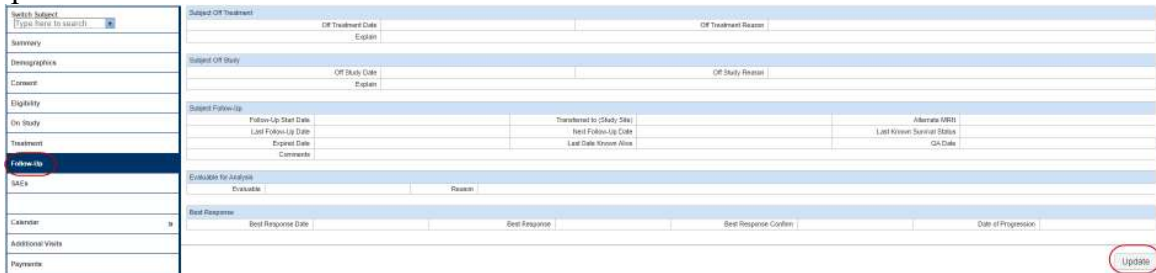 Switch Subject
Type here to search
Summary
Demographics
Consent
Eligibility
On Study
Treatment
Follow-Up
SAEs
Calendar »
Additional Visits
Payments
Subject Off Treatment
Off Treatment Date Off Treatment Reason
Explain
Subject Off Study
Off Study Date Off Study Reason
Explain
Subject Follow-Up
Follow-Up Start Date Transferred to (Study Site) Alternate MRN
Last Follow-Up Date Next Follow-Up Date Last Known Survival Status
Expired Date Last Date Known Alive QA Date
Comments
Evaluable for Analysis
Evaluable Reason
Best Response
Best Response Date Best Response Best Response Confirm Date of Progression
Update